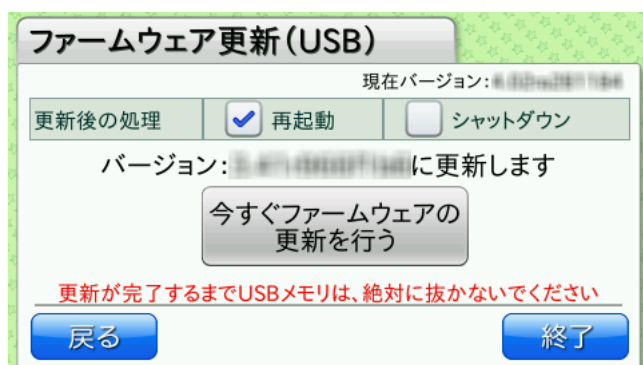 ファームウェア更新(USB)
現在バージョン:
更新後の処理 再起動 シャットダウン
バージョン: に更新します
今すぐファームウェアの
更新を行う
更新が完了するまでUSBメモリは、絶対に抜かないでください
戻る 終了